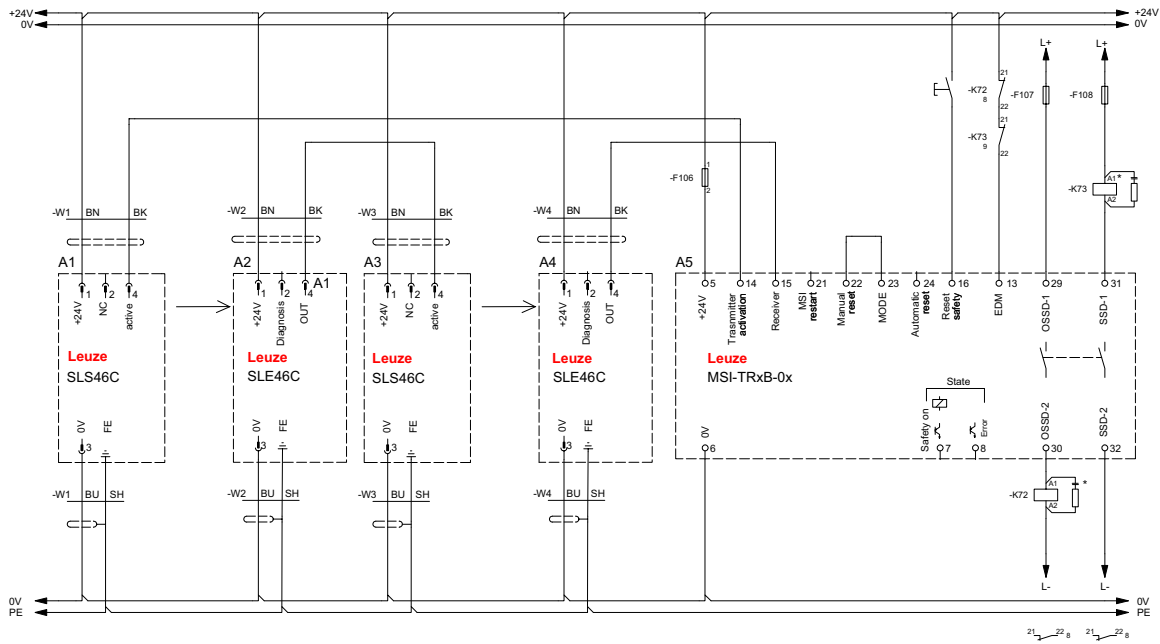 +24V
0V
+24V
0V
L+
L+
-K72
8
21
22
-F107
-F108
-K73
9
21
22
-F106
1
2
-K73
A1 *
A2
-W1 BN BK
-W2 BN BK
-W3 BN BK
-W4 BN BK
A1
A2
A3
A4
A5
1 2 4
1 2 4 A1
1 2 4
1 2 4
5 14 15 21 22 23 24 16 13 29 31
+24V
NC
active
+24V
Diagnosis
OUT
+24V
NC
active
+24V
Diagnosis
OUT
+24V
Trasnmitter
activation
Receiver
MSI
restart
Manual
reset
MODE
Automatic
reset
Reset
safety
EDM
OSSD-1
SSD-1
Leuze
SLS46C
Leuze
SLE46C
Leuze
SLS46C
Leuze
SLE46C
Leuze
MSI-TRxB-0x
State
Safety on
Error
OSSD-2
SSD-2
0V
FE
0V
FE
0V
FE
0V
FE
0V
3
3
3
3
6
7
8
30
32
-W1 BU SH
-W2 BU SH
-W3 BU SH
-W4 BU SH
-K72
A1
A2
*
L-
L-
0V
PE
0V
PE
21 22 8
21 22 8